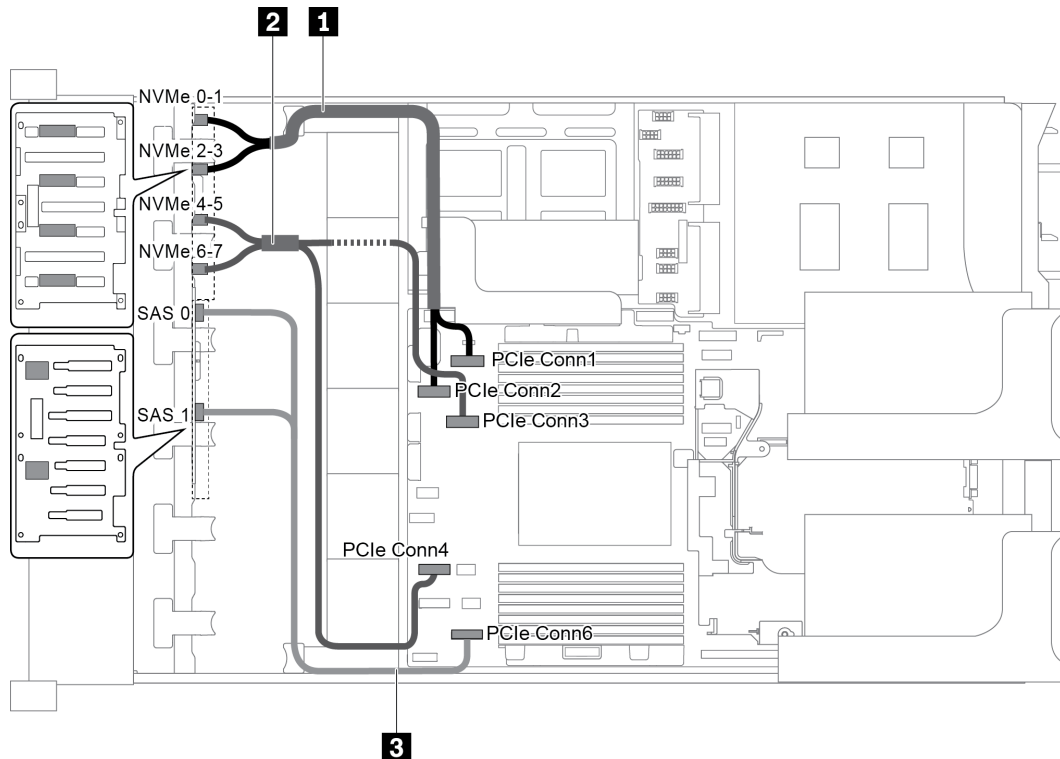 2 1
NVMe 0-1
NVMe 2-3
NVMe 4-5
NVMe 6-7
SAS 0
PCIe Conn1
PCIe Conn2
SAS 1
PCIe Conn3
PCIe Conn4
PCIe Conn6
3